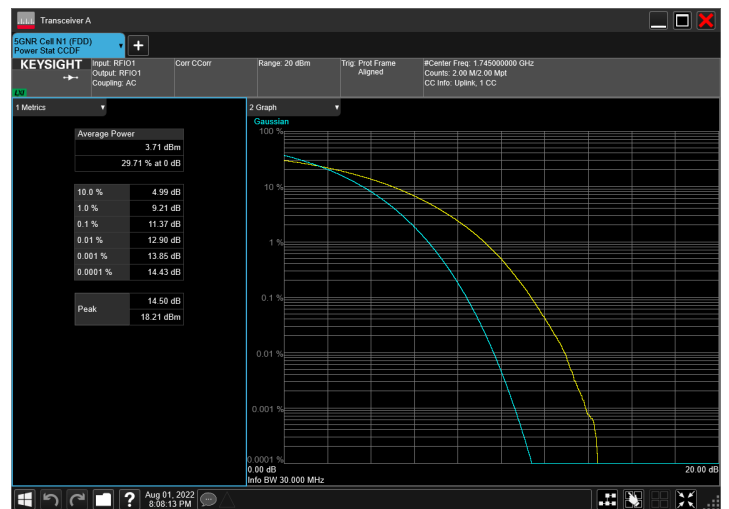 Transceiver A
5GNR Cell N1 (FDD)
Power Stat CCDF
KEYSIGHT
Input: RFIO1
Output: RFIO1
Coupling: AC
Corr CCorr
Range: 20 dBm
Trig: Prot Frame
Aligned
#Center Freq: 1.745000000 GHz
Counts: 2.00 M/2.00 Mpt
CC Info: Uplink, 1 CC
LXI
1 Metrics
Average Power
3.71 dBm
29.71 % at 0 dB
10.0 % 4.99 dB
1.0 % 9.21 dB
0.1 % 11.37 dB
0.01 % 12.90 dB
0.001 % 13.85 dB
0.0001 % 14.43 dB
Peak
14.50 dB
18.21 dBm
2 Graph
Gaussian
100 %
10 %
1 %
0.1 %
0.01 %
0.001 %
0.0001 %
0.00 dB
20.00 dB
Info BW 30.000 MHz
?
Aug 01, 2022
8:08:13 PM